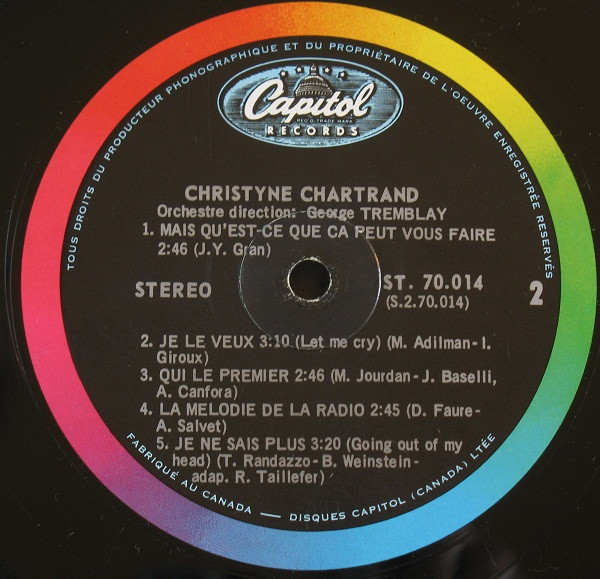 TOUS DROITS DU PRODUCTEUR PHONOGRAPHIQUE ET DU PROPRIÉTAIRE DE L'OEUVRE ENREGISTRÉE RESERVÉS
Capitol
REG'D. TRADE MARK
RECORDS
CHRISTYNE CHARTRAND
Orchestre direction: George TREMBLAY
1. MAIS QU'EST-CE QUE CA PEUT VOUS FAIRE
2:46 (J.Y. Gran)
STEREO
ST. 70.014
(S.2.70.014)
2
2. JE LE VEUX 3:10 (Let me cry) (M. Adilman-I.
Giroux)
3. QUI LE PREMIER 2:46 (M. Jourdan-J. Baselli,
A. Canfora)
4. LA MELODIE DE LA RADIO 2:45 (D. Faure-
A. Salvet)
5. JE NE SAIS PLUS 3:20 (Going out of my
head) (T. Randazzo-B. Weinstein-
adap. R. Taillefer)
FABRIQUÉ AU CANADA — DISQUES CAPITOL (CANADA) LTÉE